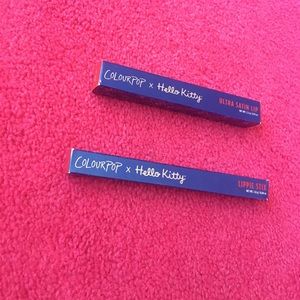 COLOURPOP x Hello Kitty
ULTRA SATIN LIP
COLOURPOP x Hello Kitty
LIPPIE STIX